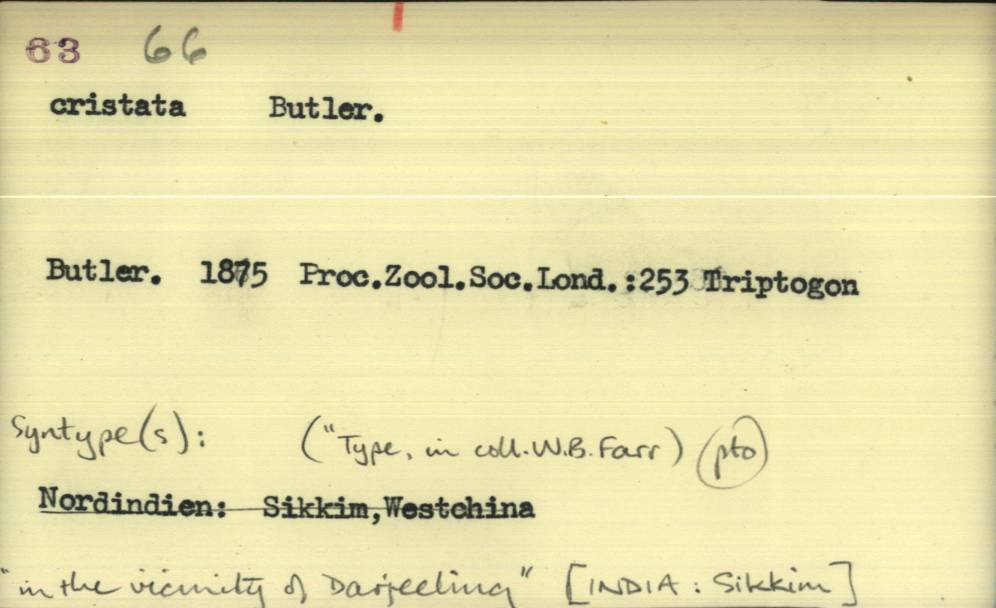 63 66
cristata Butler.
Butler. 1875 Proc.Zool.Soc.Lond.:253 Triptogon
Syntype(s): ("Type, in coll. W.B. Farr) (pto)
Nordindien: Sikkim,Westchina
"in the vicinity of Darjeeling" [INDIA: Sikkim]